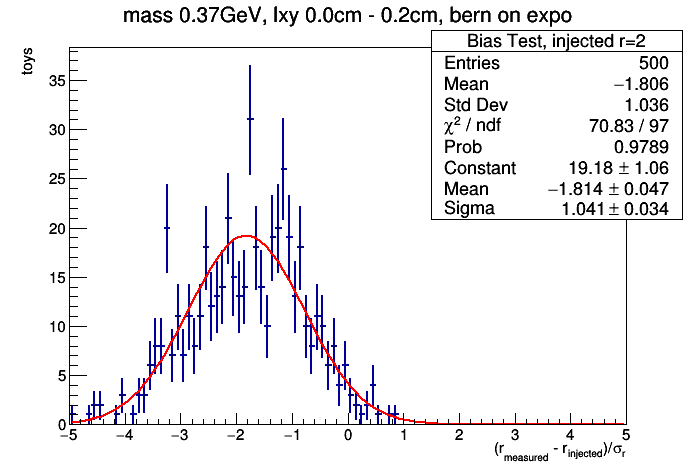 mass 0.37GeV, lxy 0.0cm - 0.2cm, bern on expo
Bias Test, injected r=2
Entries 500
Mean −1.806
Std Dev 1.036
χ² / ndf 70.83 / 97
Prob 0.9789
Constant 19.18 ± 1.06
Mean −1.814 ± 0.047
Sigma 1.041 ± 0.034
toys
35
30
25
20
15
10
5
0
−5 −4 −3 −2 −1 0 1 2 3 4 5
(r_measured - r_injected)/σ_r